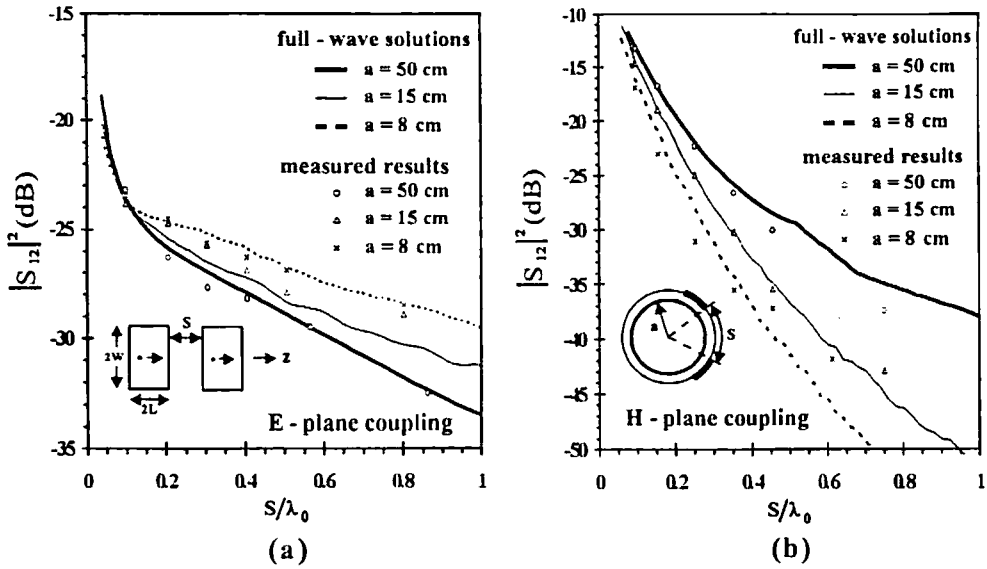 full - wave solutions
a = 50 cm
a = 15 cm
a = 8 cm
measured results
a = 50 cm
a = 15 cm
a = 8 cm
-15
-20
-25
-30
-35
|S12|² (dB)
2W
S
2L
z
E - plane coupling
0
0.2
0.4
0.6
0.8
1
S/λ0
(a)
full - wave solutions
a = 50 cm
a = 15 cm
a = 8 cm
measured results
a = 50 cm
a = 15 cm
a = 8 cm
-10
-15
-20
-25
-30
-35
-40
-45
-50
|S12|² (dB)
a
S
H - plane coupling
0
0.2
0.4
0.6
0.8
1
S/λ0
(b)